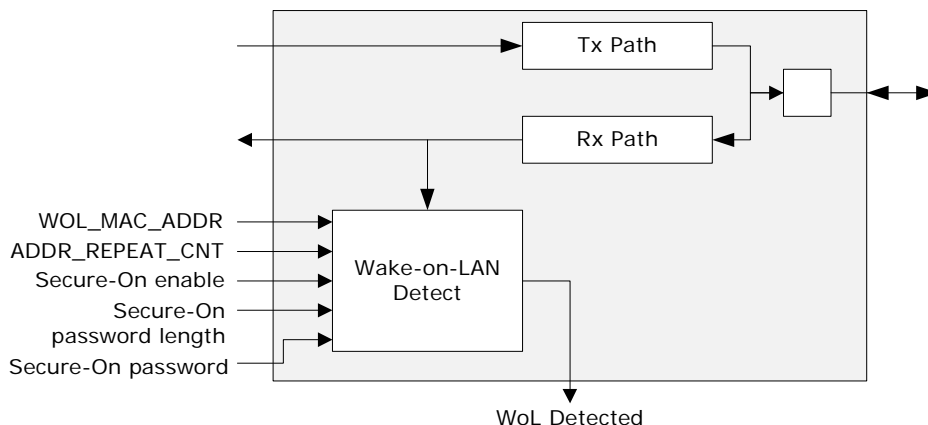 Tx Path
Rx Path
WOL_MAC_ADDR
ADDR_REPEAT_CNT
Secure-On enable
Secure-On
password length
Secure-On password
Wake-on-LAN
Detect
WoL Detected